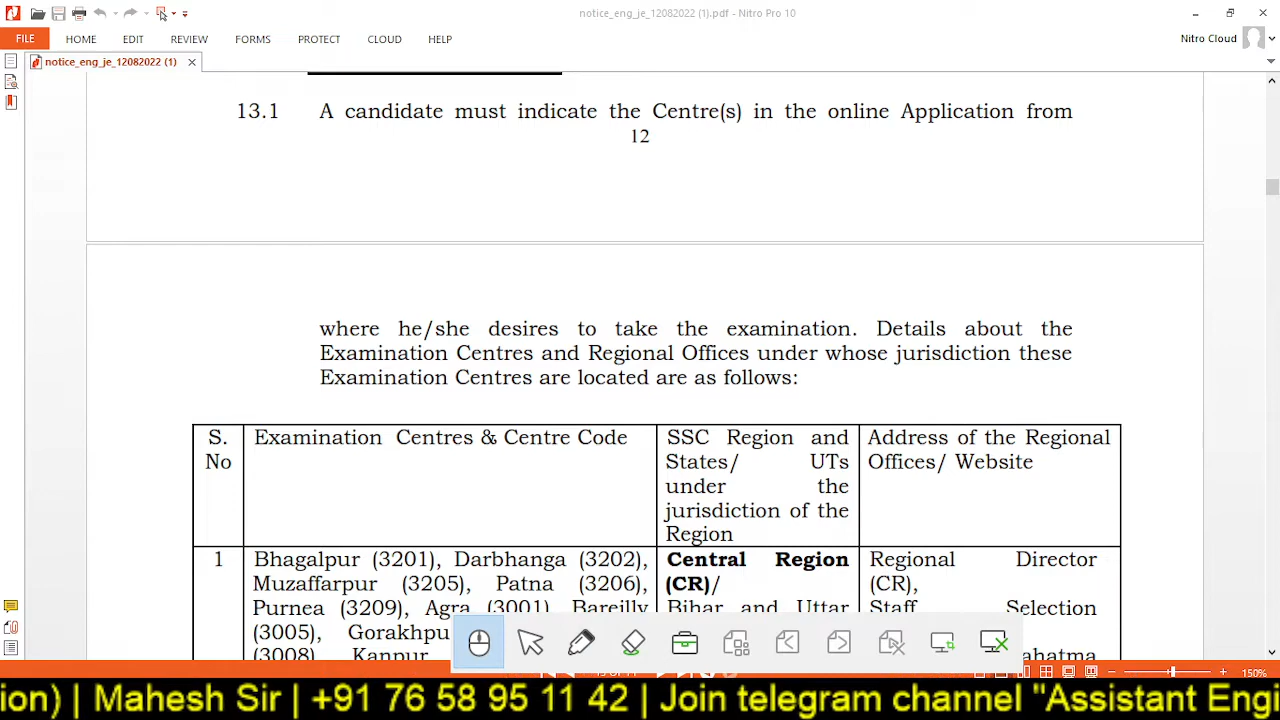 notice_eng_je_12082022 (1).pdf - Nitro Pro 10
FILE HOME EDIT REVIEW FORMS PROTECT CLOUD HELP Nitro Cloud
notice_eng_je_12082022 (1)
13.1 A candidate must indicate the Centre(s) in the online Application from
12
where he/she desires to take the examination. Details about the
Examination Centres and Regional Offices under whose jurisdiction these
Examination Centres are located are as follows:
S. No
Examination Centres & Centre Code
SSC Region and
States/ UTs
under the
jurisdiction of the
Region
Address of the Regional
Offices/ Website
1
Bhagalpur (3201), Darbhanga (3202),
Muzaffarpur (3205), Patna (3206),
Purnea (3209), Agra (3001), Bareilly
(3005), Gorakhpu
(3008), Kanpur
Central Region
(CR)/
Bihar and Uttar
Regional Director
(CR),
Staff Selection
150%
ion) | Mahesh Sir | +91 76 58 95 11 42 | Join telegram channel "Assistant Engi